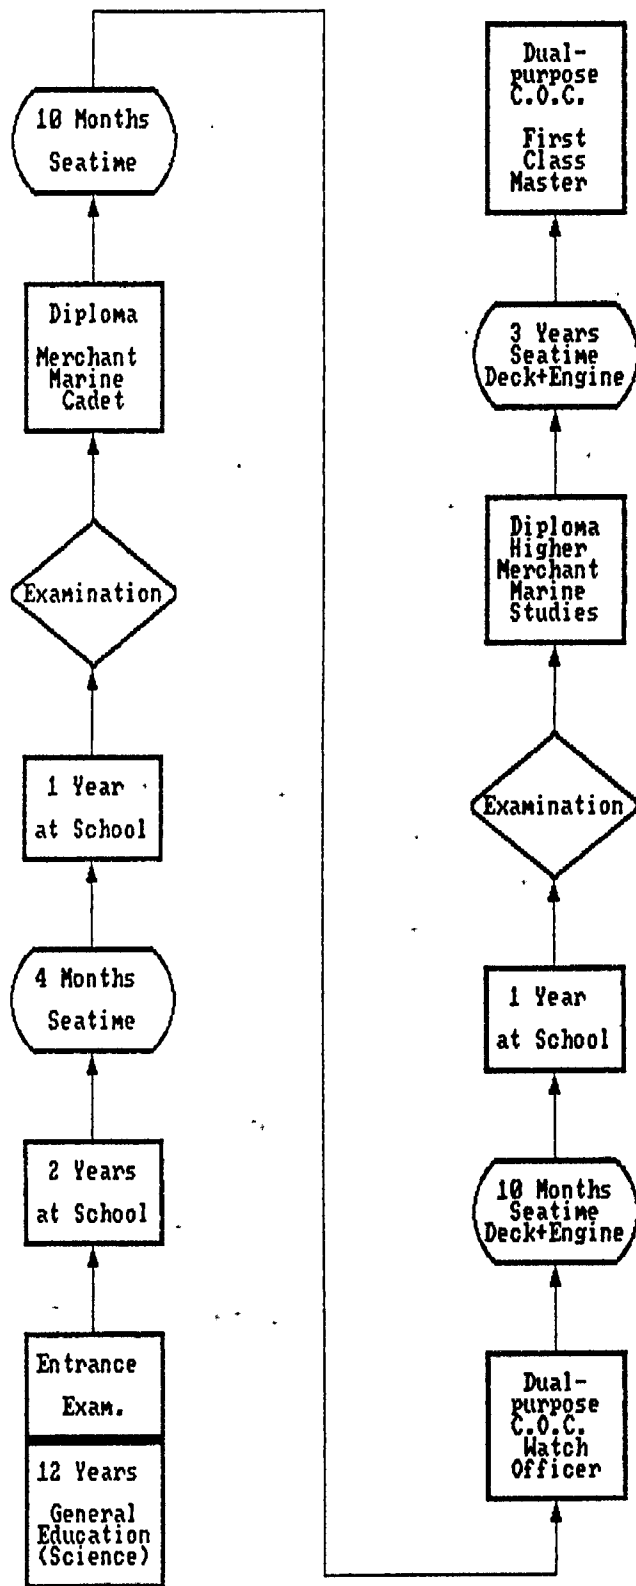 10 Months
Seatime
Diploma
Merchant
Marine
Cadet
Examination
1 Year
at School
4 Months
Seatime
2 Years
at School
Entrance
Exam.
12 Years
General
Education
(Science)
Dual-
purpose
C.O.C.
First
Class
Master
3 Years
Seatime
Deck+Engine
Diploma
Higher
Merchant
Marine
Studies
Examination
1 Year
at School
10 Months
Seatime
Deck+Engine
Dual-
purpose
C.O.C.
Watch
Officer